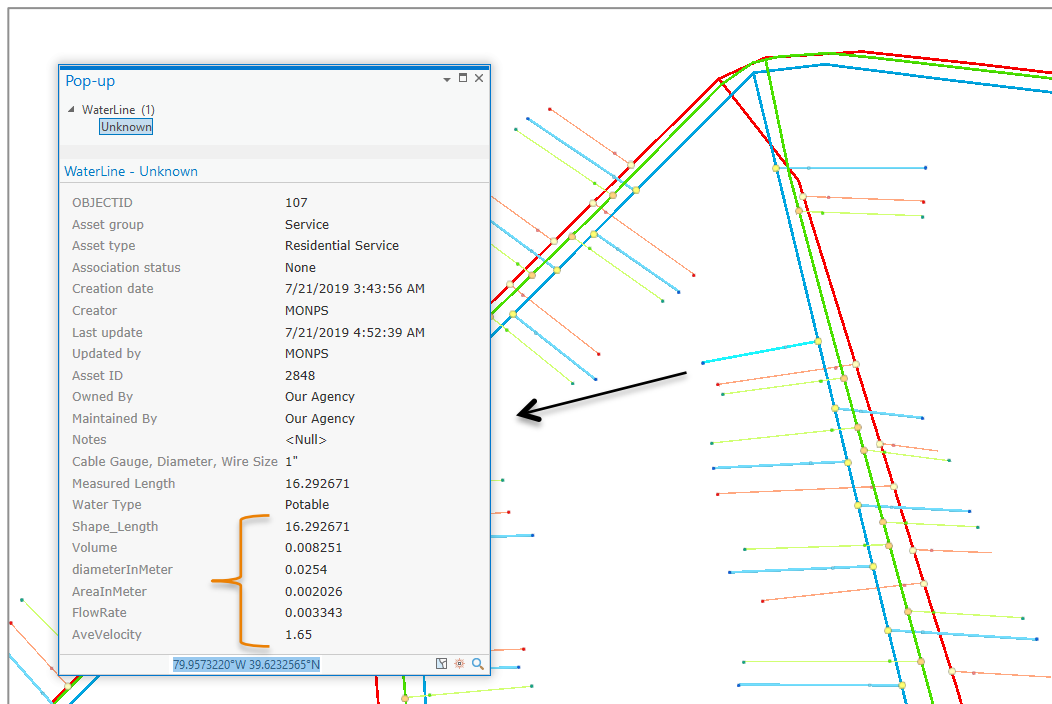 Pop-up
WaterLine (1)
Unknown
WaterLine - Unknown
OBJECTID 107
Asset group Service
Asset type Residential Service
Association status None
Creation date 7/21/2019 3:43:56 AM
Creator MONPS
Last update 7/21/2019 4:52:39 AM
Updated by MONPS
Asset ID 2848
Owned By Our Agency
Maintained By Our Agency
Notes <Null>
Cable Gauge, Diameter, Wire Size 1"
Measured Length 16.292671
Water Type Potable
Shape_Length 16.292671
Volume 0.008251
diameterInMeter 0.0254
AreaInMeter 0.002026
FlowRate 0.003343
AveVelocity 1.65
79.9573220°W 39.6232565°N